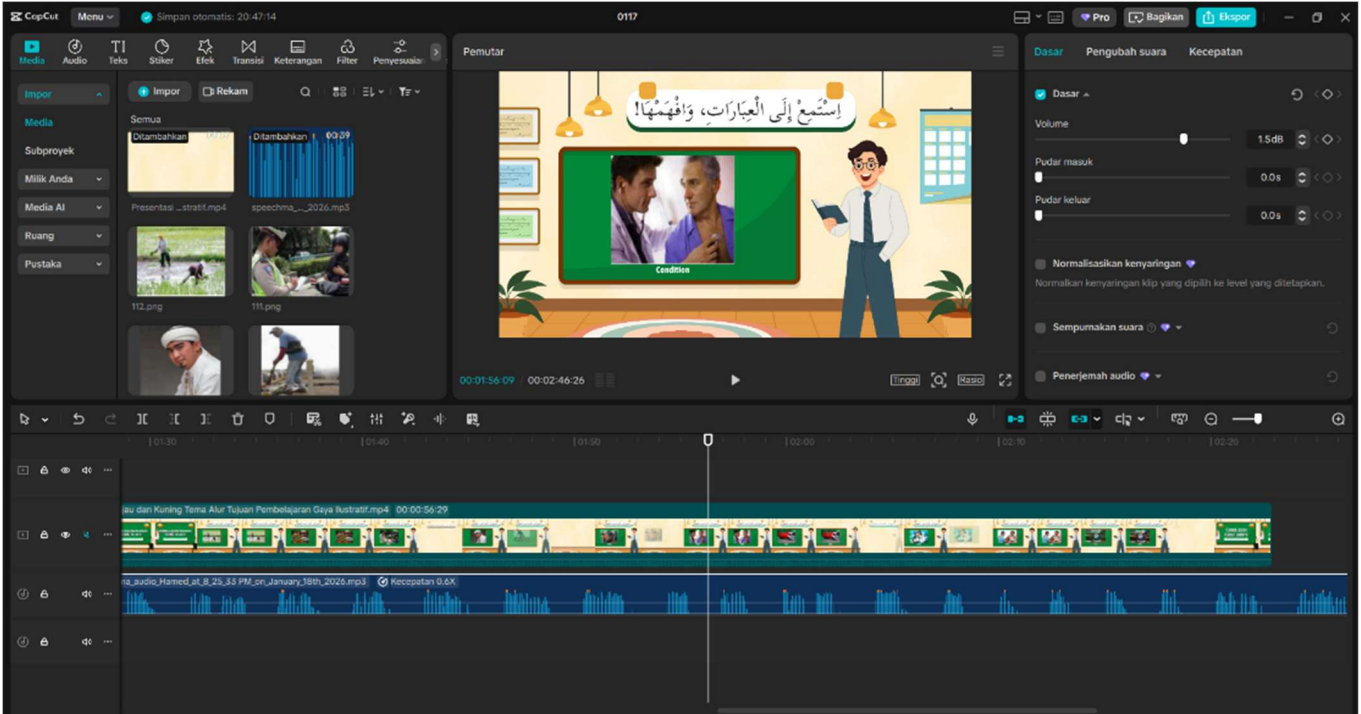 CapCut
Menu
Simpan otomatis: 20:47:14
0117
Pro
Bagikan
Ekspor
Media
Audio
Teks
Stiker
Efek
Transisi
Keterangan
Filter
Penyesuaian
Impor
Media
Subproyek
Milik Anda
Media AI
Ruang
Pustaka
Impor
Rekam
Semua
Ditambahkan
Presentasi ...stratif.mp4
Ditambahkan
00:39
speechma_..._2026.mp3
112.png
111.png
Pemutar
اِسْتَمِعْ إِلَى الْعِبَارَاتِ، وَافْهَمْهَا!
Condition
00:01:56:09
00:02:46:26
Tinggi
Rasio
Dasar
Pengubah suara
Kecepatan
Dasar
Volume
1.5dB
Pudar masuk
0.0s
Pudar keluar
0.0s
Normalisasikan kenyaringan
Normalkan kenyaringan klip yang dipilih ke level yang ditetapkan.
Sempurnakan suara
Penerjemah audio
01:30
01:40
01:50
02:00
02:10
02:20
jau dan Kuning Tema Alur Tujuan Pembelajaran Gaya Ilustratif.mp4 00:00:56:29
na_audio_Hamed_at_8_25_33 PM_on_January_18th_2026.mp3 Kecepatan 0.6X